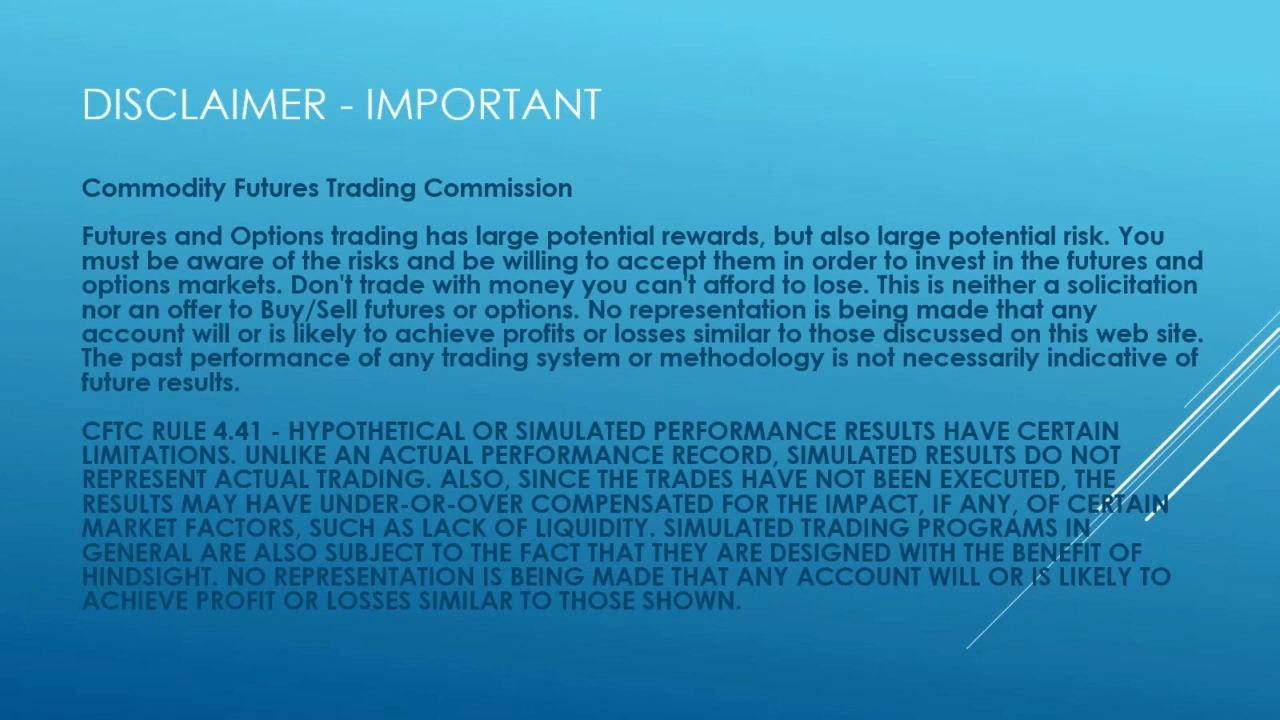 DISCLAIMER - IMPORTANT
Commodity Futures Trading Commission
Futures and Options trading has large potential rewards, but also large potential risk. You
must be aware of the risks and be willing to accept them in order to invest in the futures and
options markets. Don't trade with money you can't afford to lose. This is neither a solicitation
nor an offer to Buy/Sell futures or options. No representation is being made that any
account will or is likely to achieve profits or losses similar to those discussed on this web site.
The past performance of any trading system or methodology is not necessarily indicative of
future results.
CFTC RULE 4.41 - HYPOTHETICAL OR SIMULATED PERFORMANCE RESULTS HAVE CERTAIN
LIMITATIONS. UNLIKE AN ACTUAL PERFORMANCE RECORD, SIMULATED RESULTS DO NOT
REPRESENT ACTUAL TRADING. ALSO, SINCE THE TRADES HAVE NOT BEEN EXECUTED, THE
RESULTS MAY HAVE UNDER-OR-OVER COMPENSATED FOR THE IMPACT, IF ANY, OF CERTAIN
MARKET FACTORS, SUCH AS LACK OF LIQUIDITY. SIMULATED TRADING PROGRAMS IN
GENERAL ARE ALSO SUBJECT TO THE FACT THAT THEY ARE DESIGNED WITH THE BENEFIT OF
HINDSIGHT. NO REPRESENTATION IS BEING MADE THAT ANY ACCOUNT WILL OR IS LIKELY TO
ACHIEVE PROFIT OR LOSSES SIMILAR TO THOSE SHOWN.